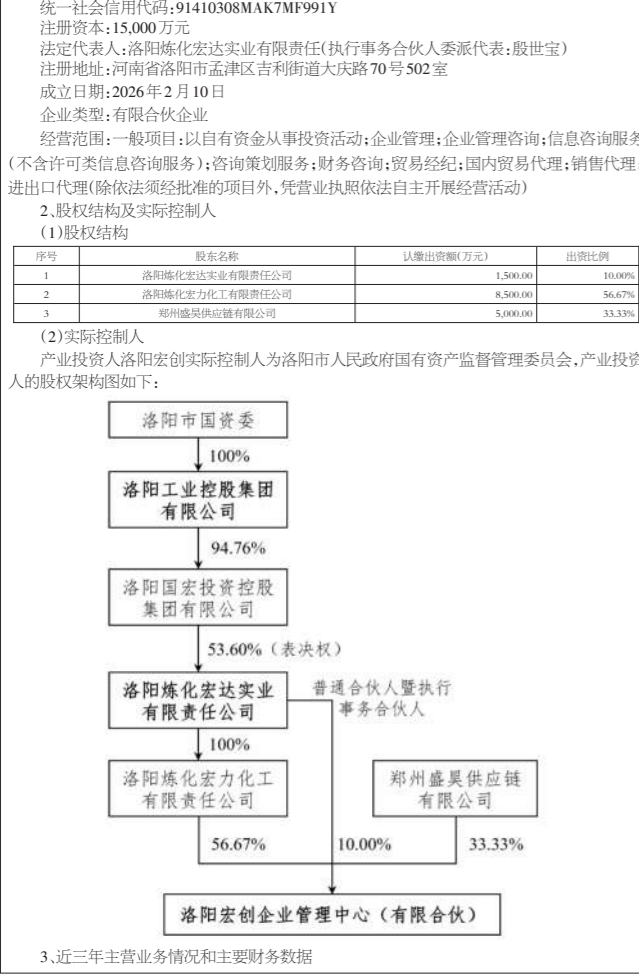 统一社会信用代码:91410308MAK7MF991Y
注册资本:15,000万元
法定代表人:洛阳炼化宏达实业有限责任(执行事务合伙人委派代表:殷世宝)
注册地址:河南省洛阳市孟津区吉利街道大庆路70号502室
成立日期:2026年2月10日
企业类型:有限合伙企业
经营范围:一般项目:以自有资金从事投资活动;企业管理;企业管理咨询;信息咨询服务
(不含许可类信息咨询服务);咨询策划服务;财务咨询;贸易经纪;国内贸易代理;销售代理;
进出口代理(除依法须经批准的项目外,凭营业执照依法自主开展经营活动)
2、股权结构及实际控制人
(1)股权结构
序号 股东名称 认缴出资额(万元) 出资比例
1 洛阳炼化宏达实业有限责任公司 1,500.00 10.00%
2 洛阳炼化宏力化工有限责任公司 8,500.00 56.67%
3 郑州盛昊供应链有限公司 5,000.00 33.33%
(2)实际控制人
产业投资人洛阳宏创实际控制人为洛阳市人民政府国有资产监督管理委员会,产业投资
人的股权架构图如下:
洛阳市国资委
100%
洛阳工业控股集团
有限公司
94.76%
洛阳国宏投资控股
集团有限公司
53.60%(表决权)
洛阳炼化宏达实业
有限责任公司
普通合伙人暨执行
事务合伙人
100%
洛阳炼化宏力化工
有限责任公司
郑州盛昊供应链
有限公司
56.67% 10.00% 33.33%
洛阳宏创企业管理中心(有限合伙)
3、近三年主营业务情况和主要财务数据